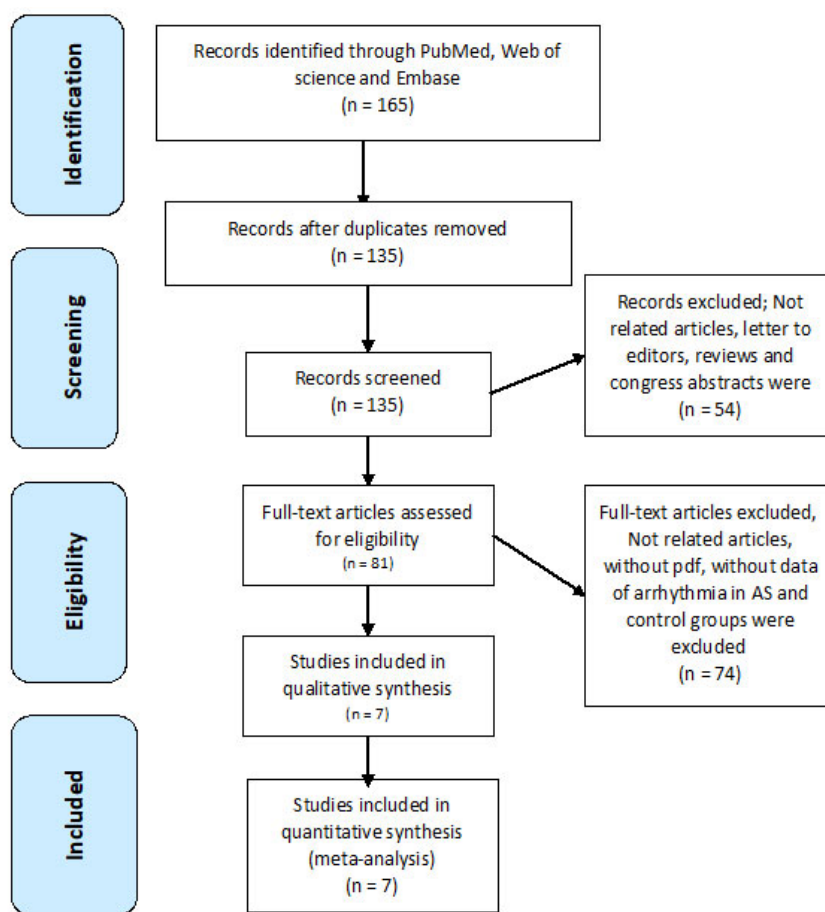 Identification
Records identified through PubMed, Web of
science and Embase
(n = 165)
Records after duplicates removed
(n = 135)
Screening
Records screened
(n = 135)
Records excluded; Not
related articles, letter to
editors, reviews and
congress abstracts were
(n = 54)
Eligibility
Full-text articles assessed
for eligibility
(n = 81)
Full-text articles excluded,
Not related articles,
without pdf, without data
of arrhythmia in AS and
control groups were
excluded
(n = 74)
Studies included in
qualitative synthesis
(n = 7)
Included
Studies included in
quantitative synthesis
(meta-analysis)
(n = 7)